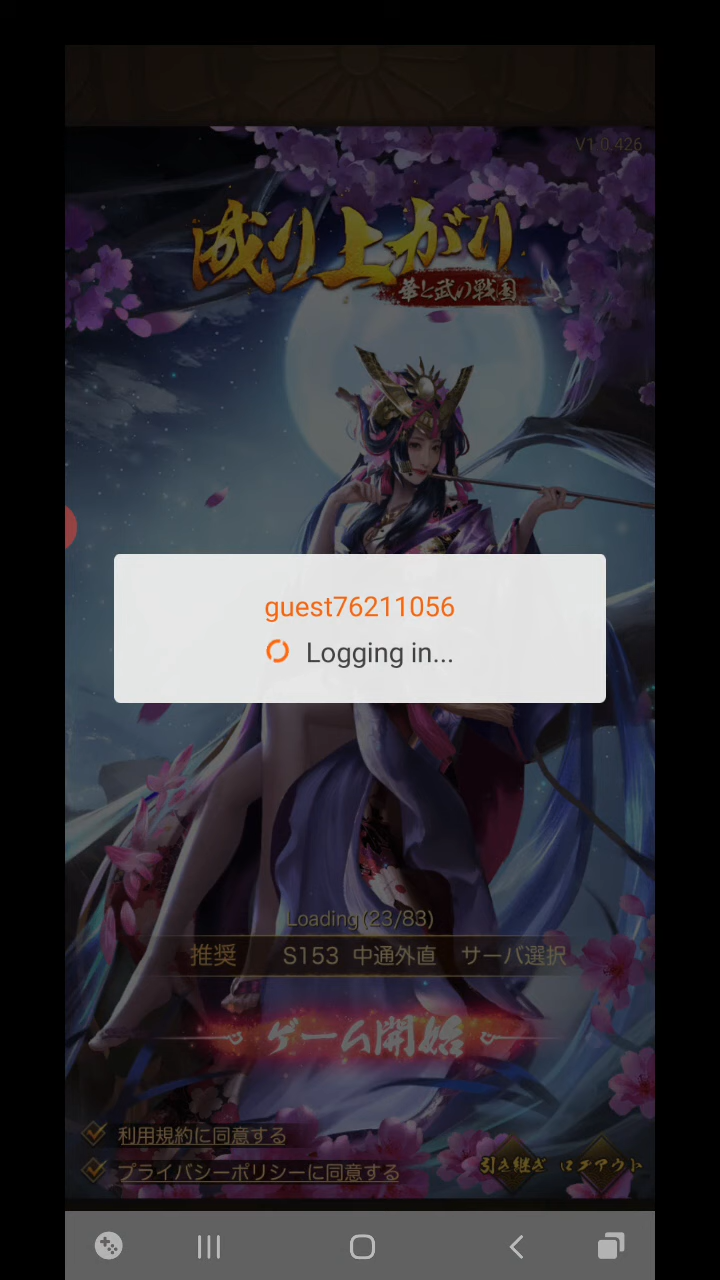 V1.0.426
成り上がり
華と武の戦国
guest76211056
Logging in...
Loading(23/83)
推奨 S153 中通外直 サーバ選択
ゲーム開始
利用規約に同意する
プライバシーポリシーに同意する
引き継ぎ ログアウト